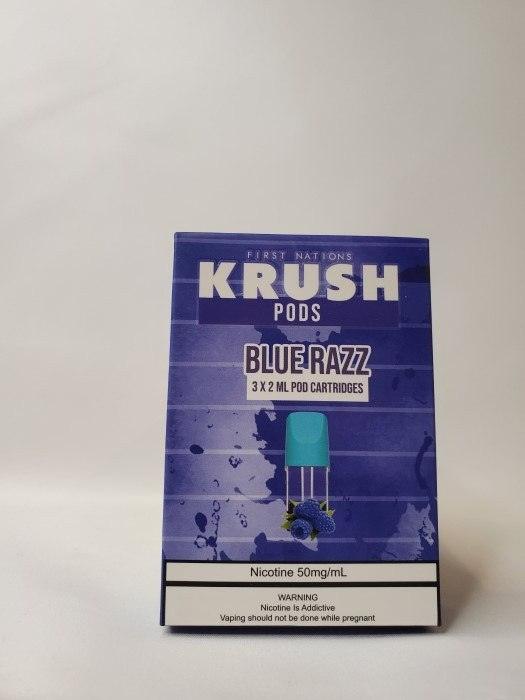 FIRST NATIONS
KRUSH
PODS
BLUE RAZZ
3 X 2 ML POD CARTRIDGES
Nicotine 50mg/mL
WARNING
Nicotine Is Addictive
Vaping should not be done while pregnant